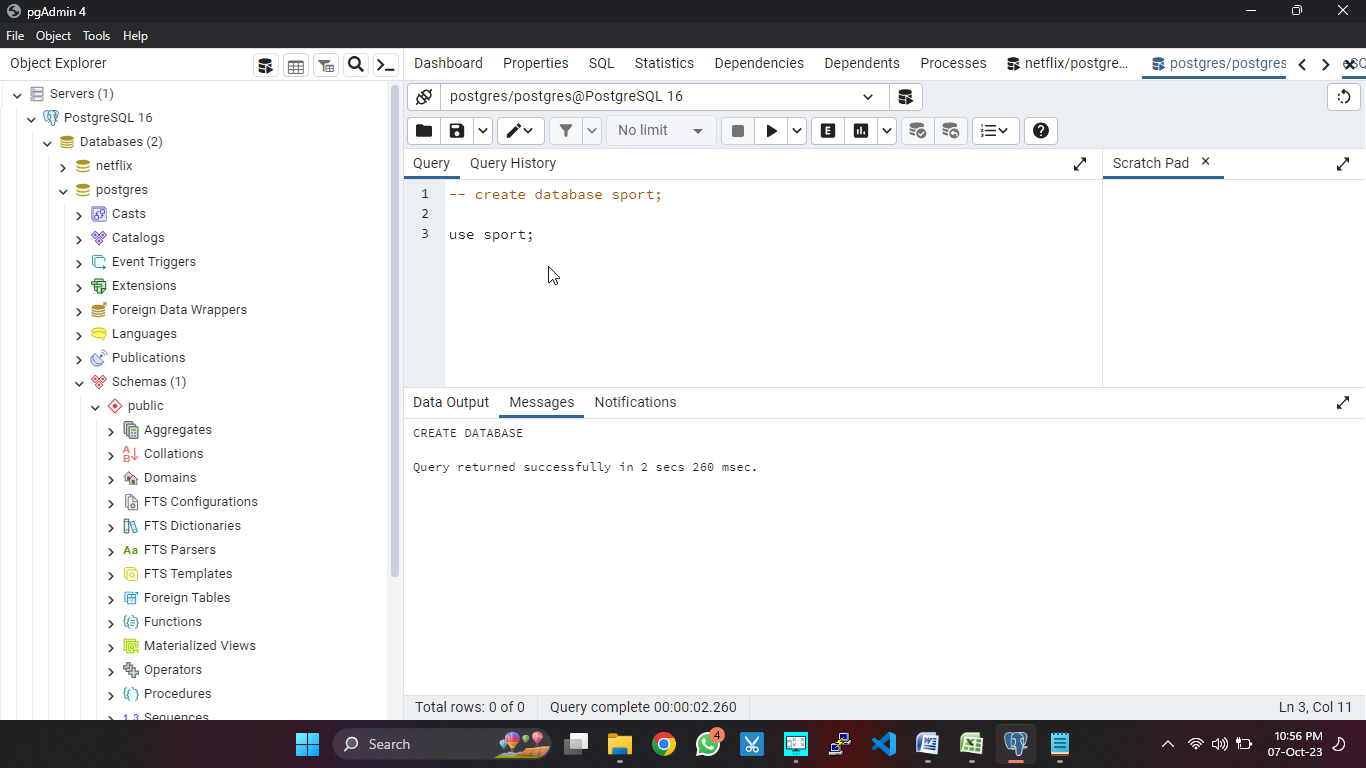 pgAdmin 4
File Object Tools Help
Object Explorer
Dashboard Properties SQL Statistics Dependencies Dependents Processes netflix/postgre... postgres/postgres
Servers (1)
PostgreSQL 16
Databases (2)
netflix
postgres
Casts
Catalogs
Event Triggers
Extensions
Foreign Data Wrappers
Languages
Publications
Schemas (1)
public
Aggregates
Collations
Domains
FTS Configurations
FTS Dictionaries
Aa FTS Parsers
FTS Templates
Foreign Tables
Functions
Materialized Views
Operators
Procedures
1..3 Sequences
postgres/postgres@PostgreSQL 16
No limit
E
Query Query History
Scratch Pad
1 -- create database sport;
2
3 use sport;
Data Output Messages Notifications
CREATE DATABASE
Query returned successfully in 2 secs 260 msec.
Total rows: 0 of 0 Query complete 00:00:02.260 Ln 3, Col 11
Search
4
10:56 PM
07-Oct-23